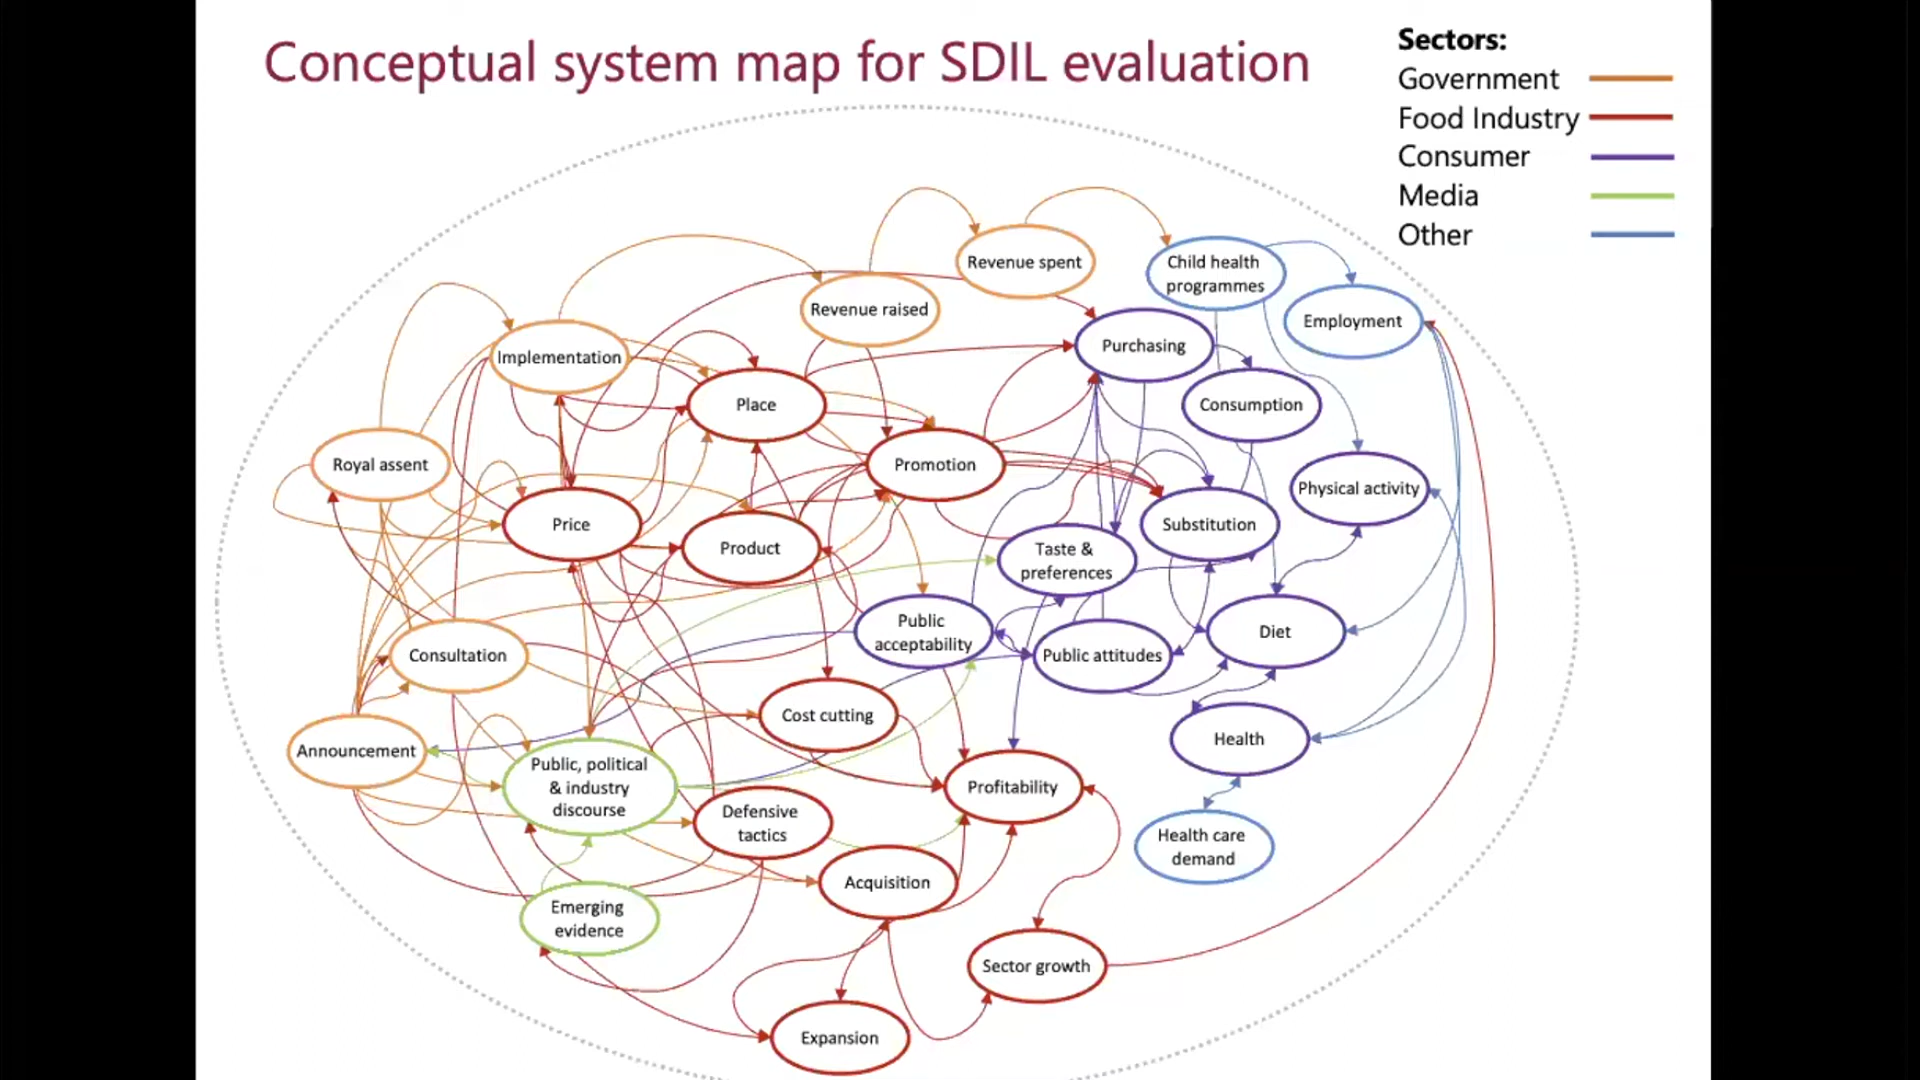 Conceptual system map for SDIL evaluation
Sectors:
Government
Food Industry
Consumer
Media
Other
Revenue spent
Child health
programmes
Revenue raised
Employment
Implementation
Purchasing
Place
Consumption
Royal assent
Promotion
Physical activity
Price
Product
Substitution
Taste &
preferences
Public
acceptability
Diet
Consultation
Public attitudes
Cost cutting
Health
Announcement
Public, political
& industry
discourse
Profitability
Defensive
tactics
Health care
demand
Acquisition
Emerging
evidence
Sector growth
Expansion